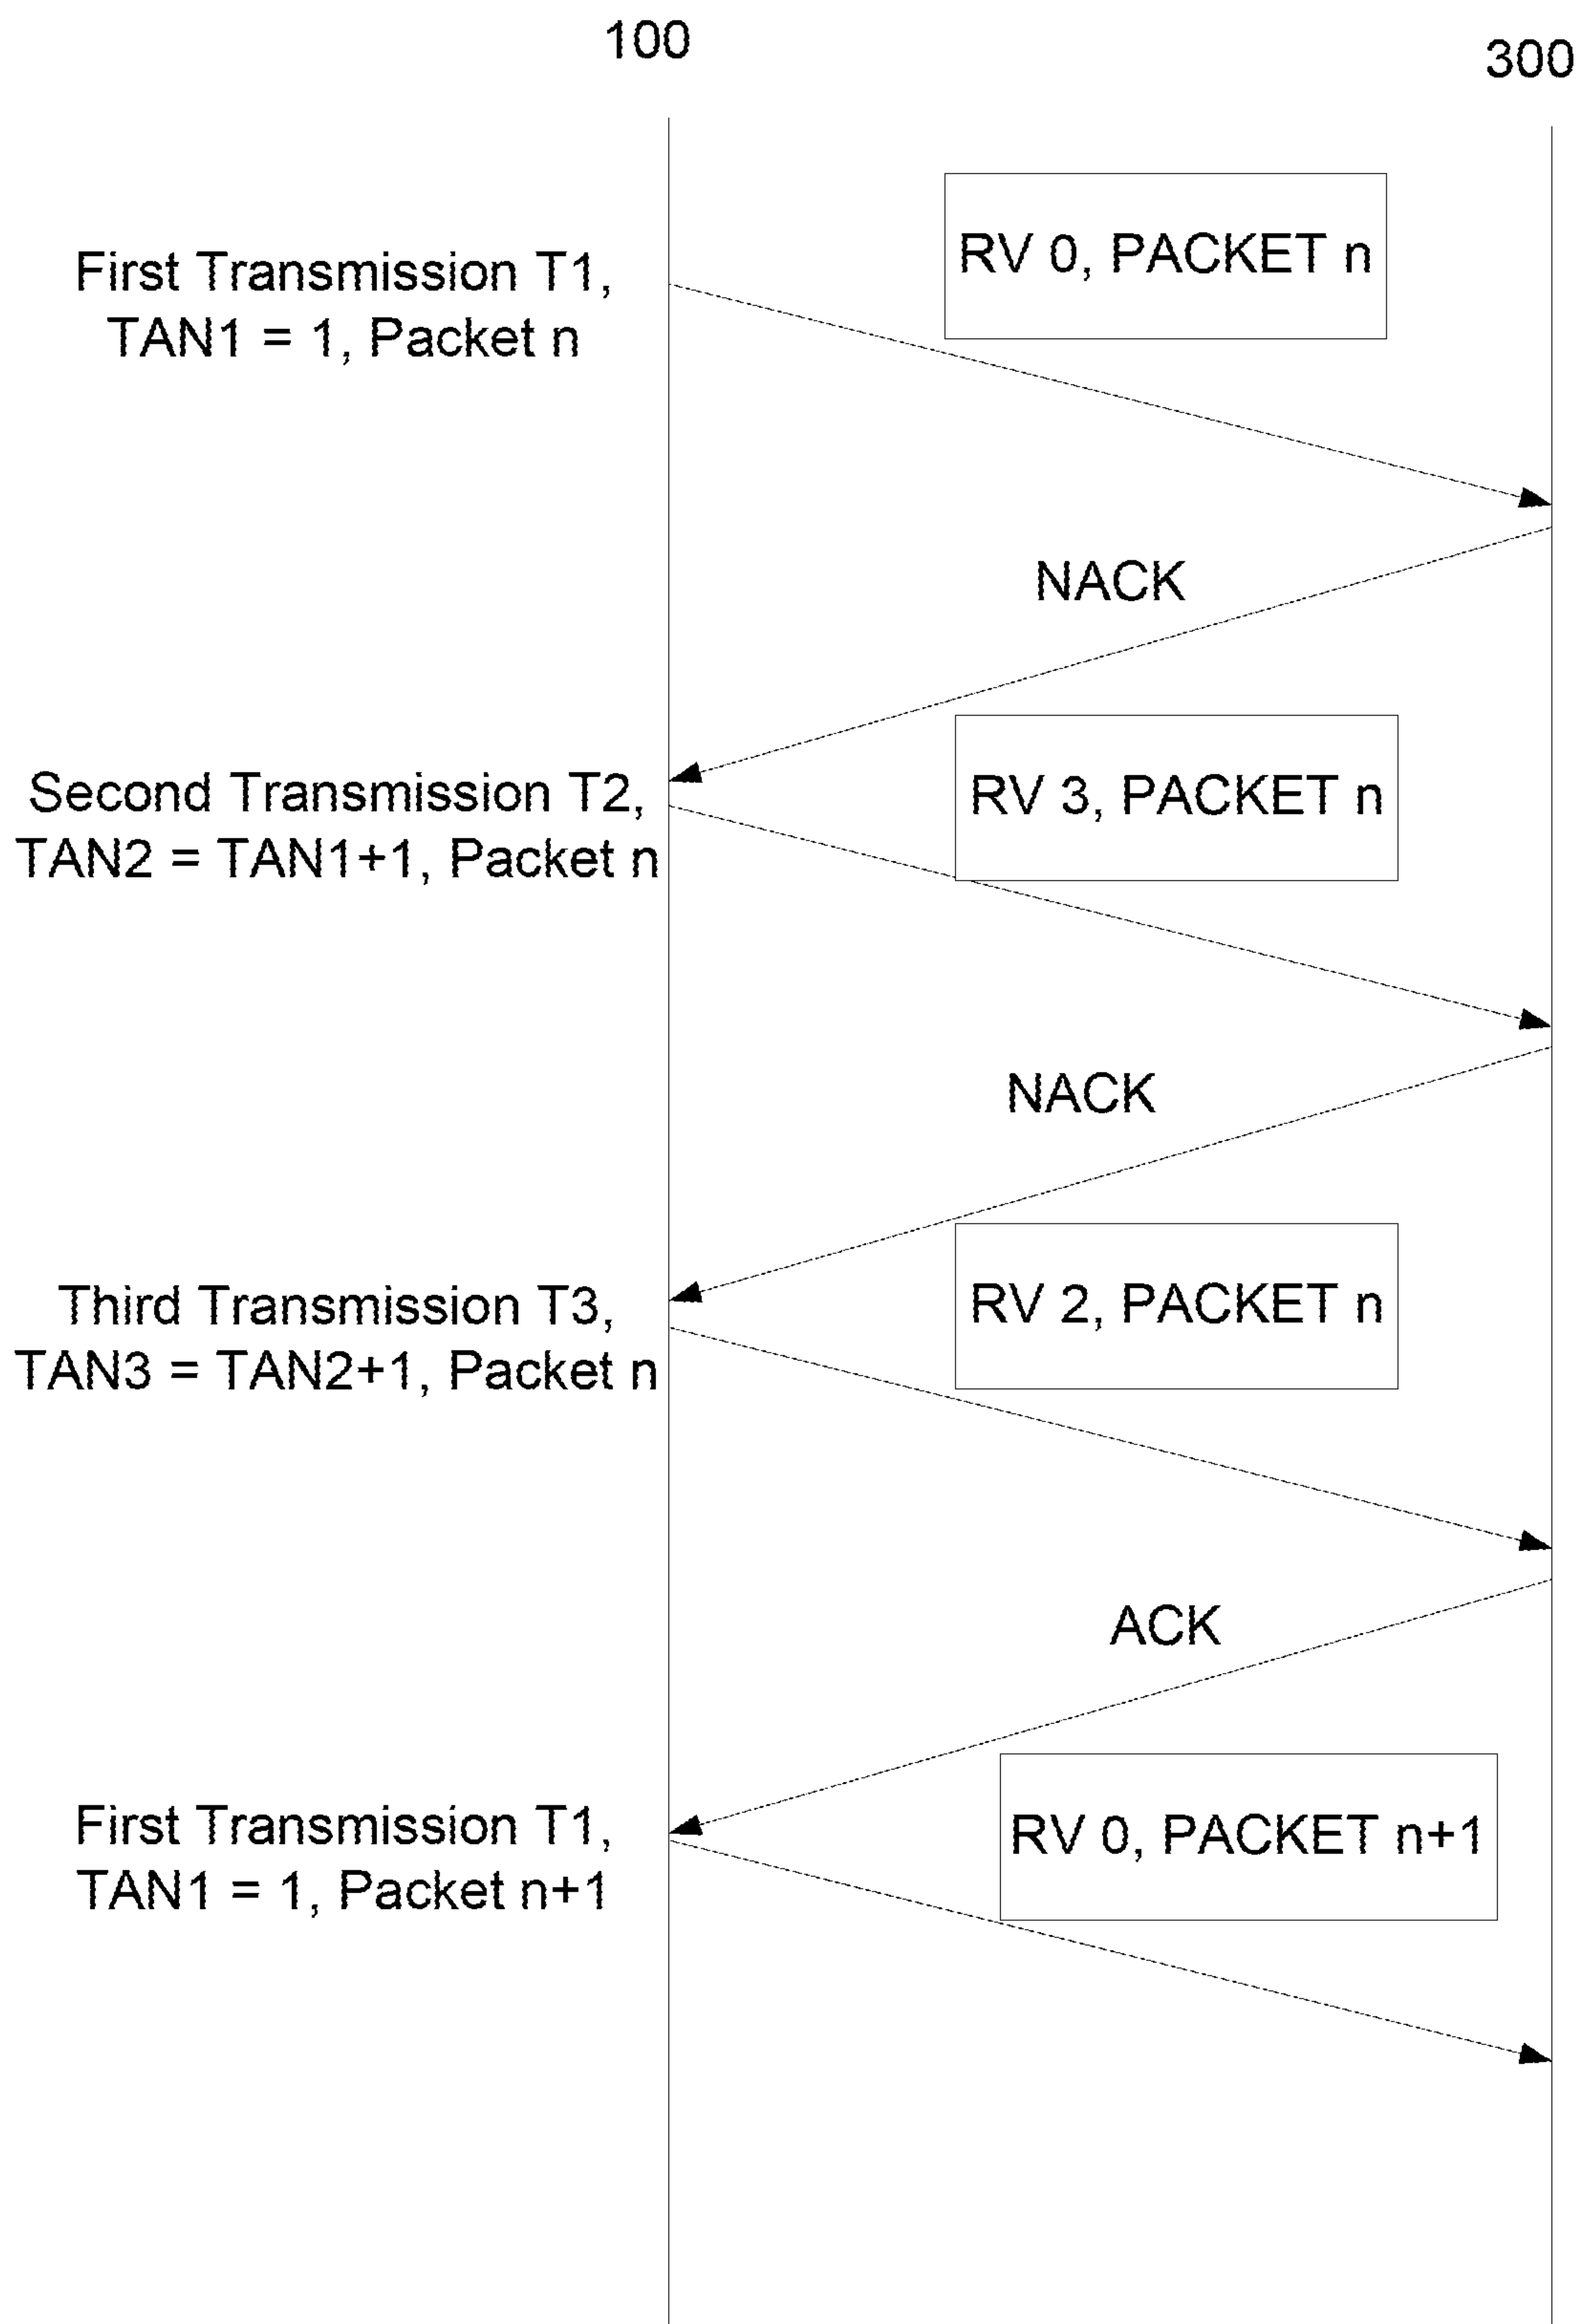 100
300
First Transmission T1,
TAN1 = 1, Packet n
RV 0, PACKET n
NACK
Second Transmission T2,
TAN2 = TAN1+1, Packet n
RV 3, PACKET n
NACK
Third Transmission T3,
TAN3 = TAN2+1, Packet n
RV 2, PACKET n
ACK
First Transmission T1,
TAN1 = 1, Packet n+1
RV 0, PACKET n+1